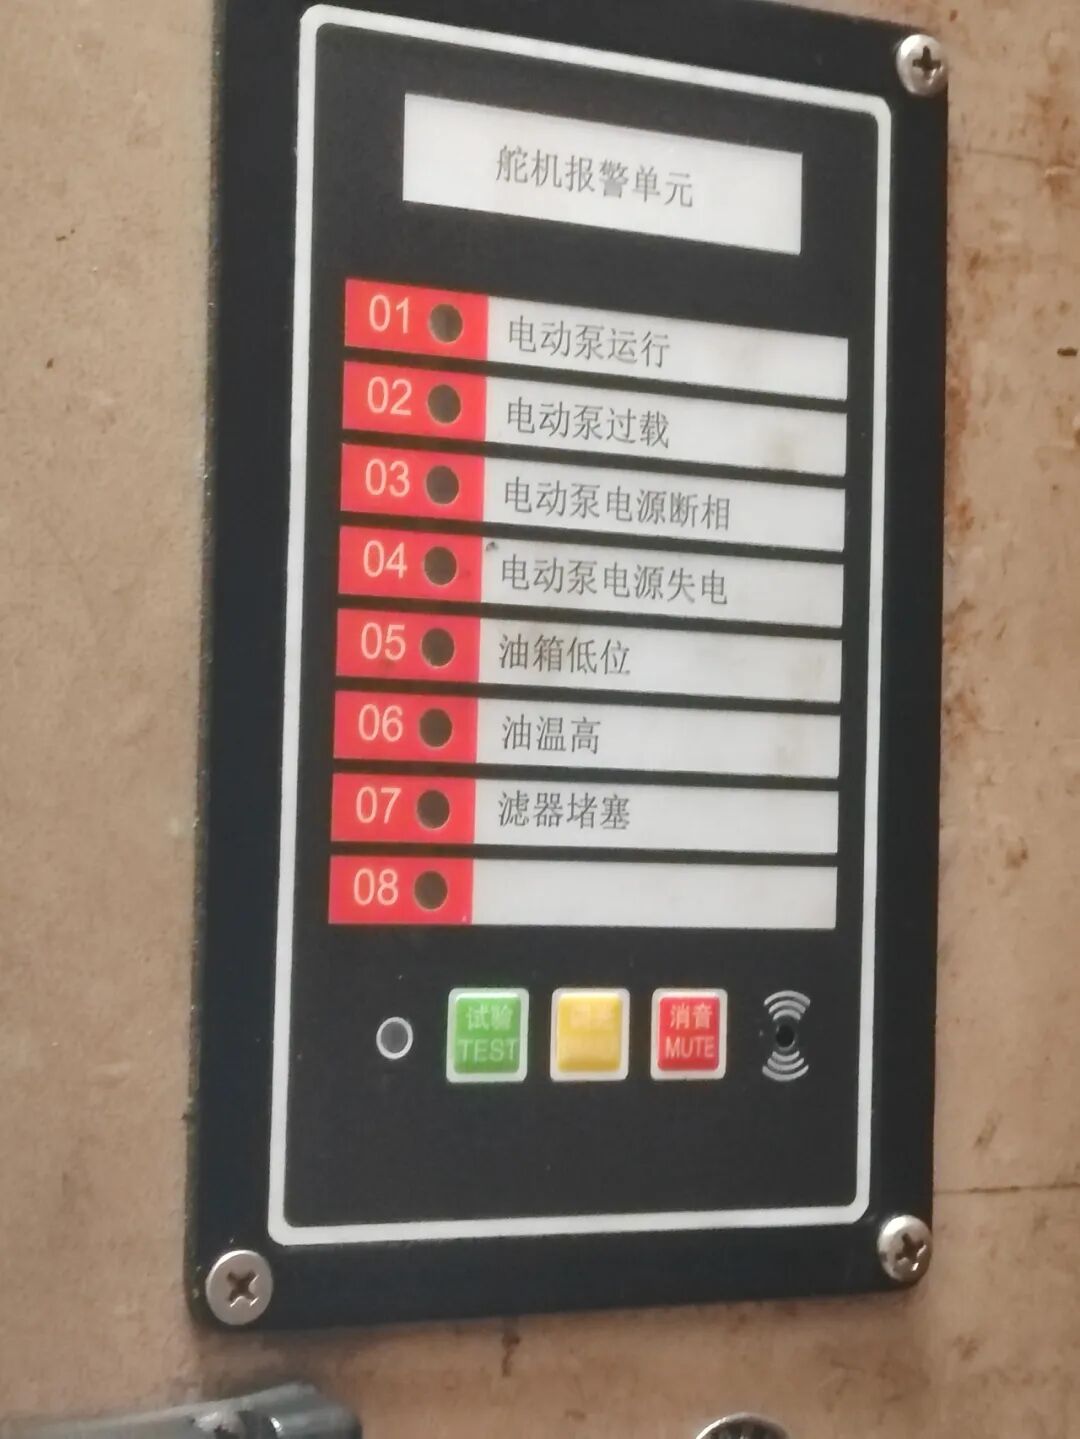 舵机报警单元
01 电动泵运行
02 电动泵过载
03 电动泵电源断相
04 电动泵电源失电
05 油箱低位
06 油温高
07 滤器堵塞
08
试验 消音
TEST MUTE